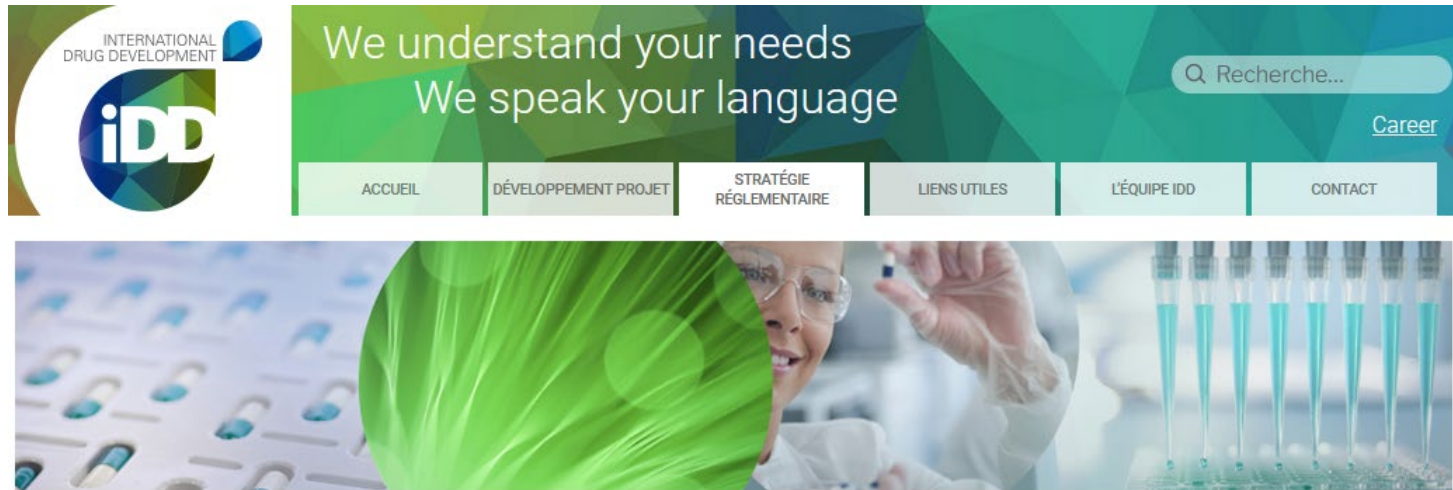 INTERNATIONAL
DRUG DEVELOPMENT
iDD
We understand your needs
We speak your language
Recherche...
Career
ACCUEIL
DÉVELOPPEMENT PROJET
STRATÉGIE
RÉGLEMENTAIRE
LIENS UTILES
L'ÉQUIPE IDD
CONTACT